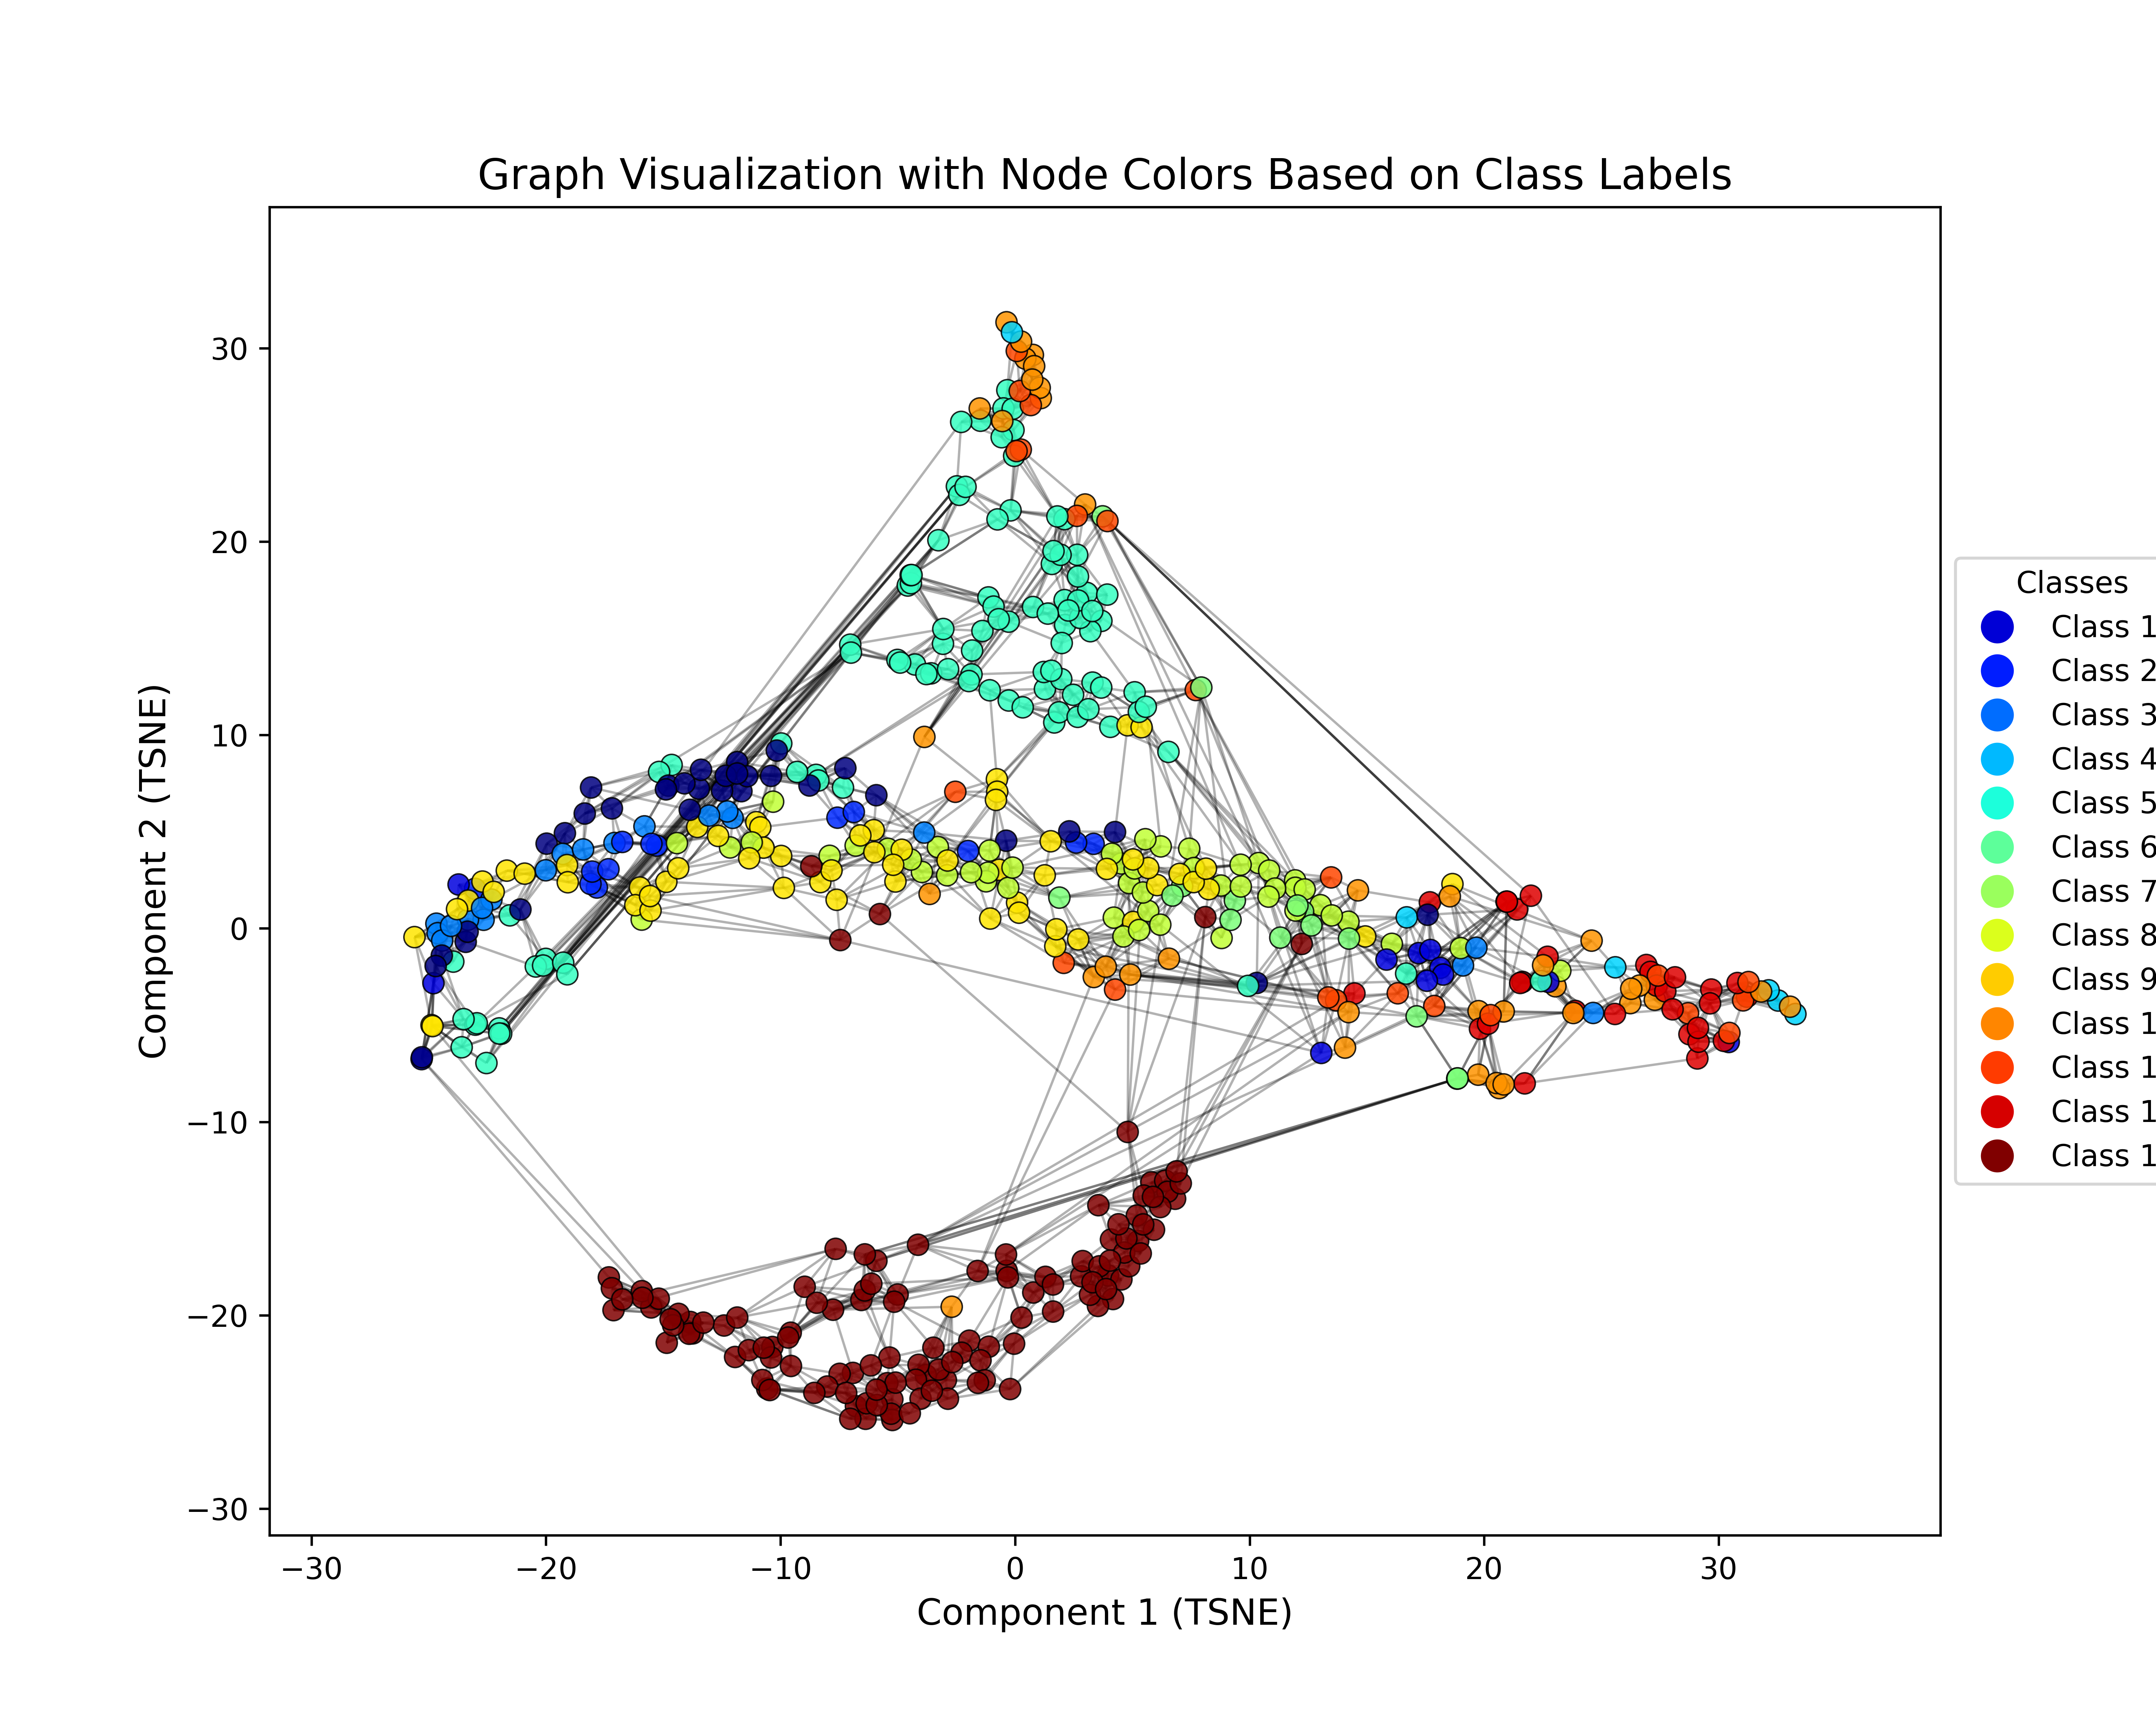 Graph Visualization with Node Colors Based on Class Labels
Component 2 (TSNE)
30
20
10
0
−10
−20
−30
−30
−20
−10
0
10
20
30
Component 1 (TSNE)
Classes
Class 1
Class 2
Class 3
Class 4
Class 5
Class 6
Class 7
Class 8
Class 9
Class 1
Class 1
Class 1
Class 1